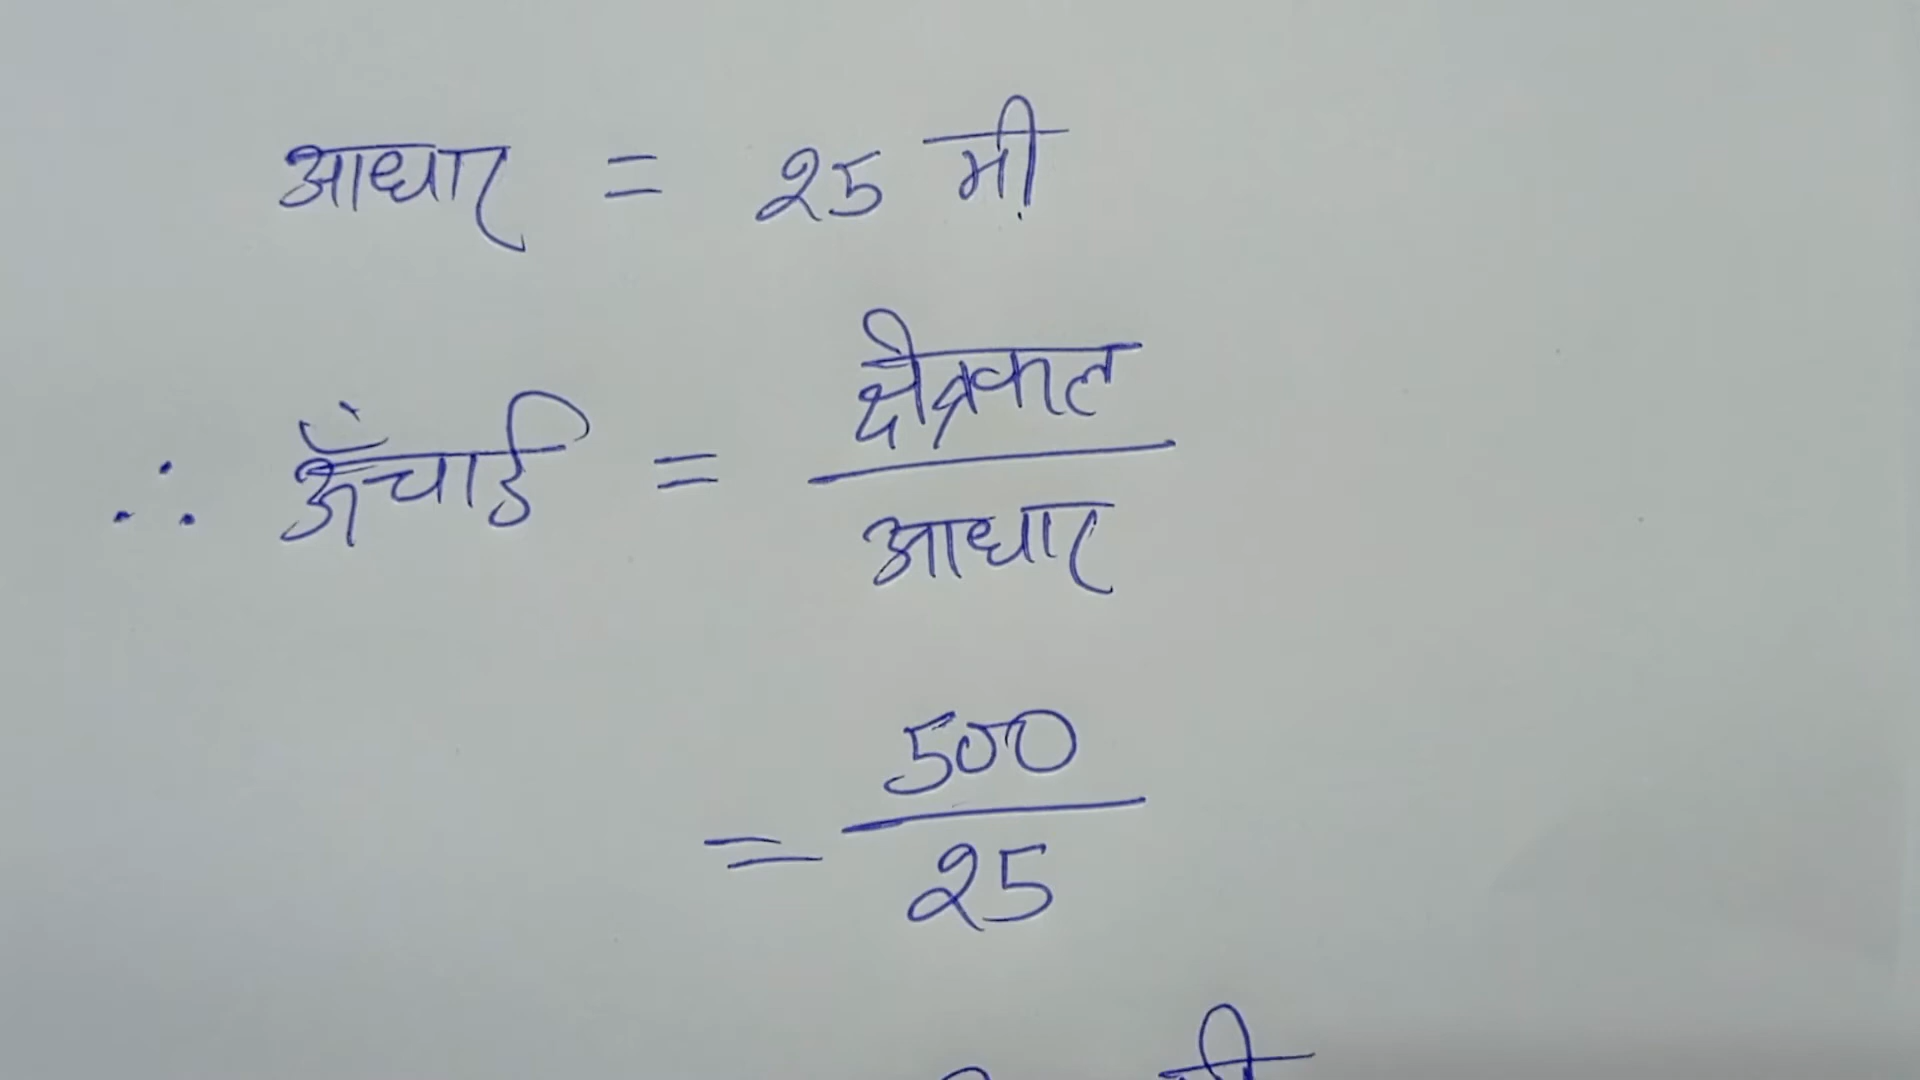 आधार = 25 मी.
∴ ऊँचाई = क्षेत्रफल / आधार
= 500 / 25